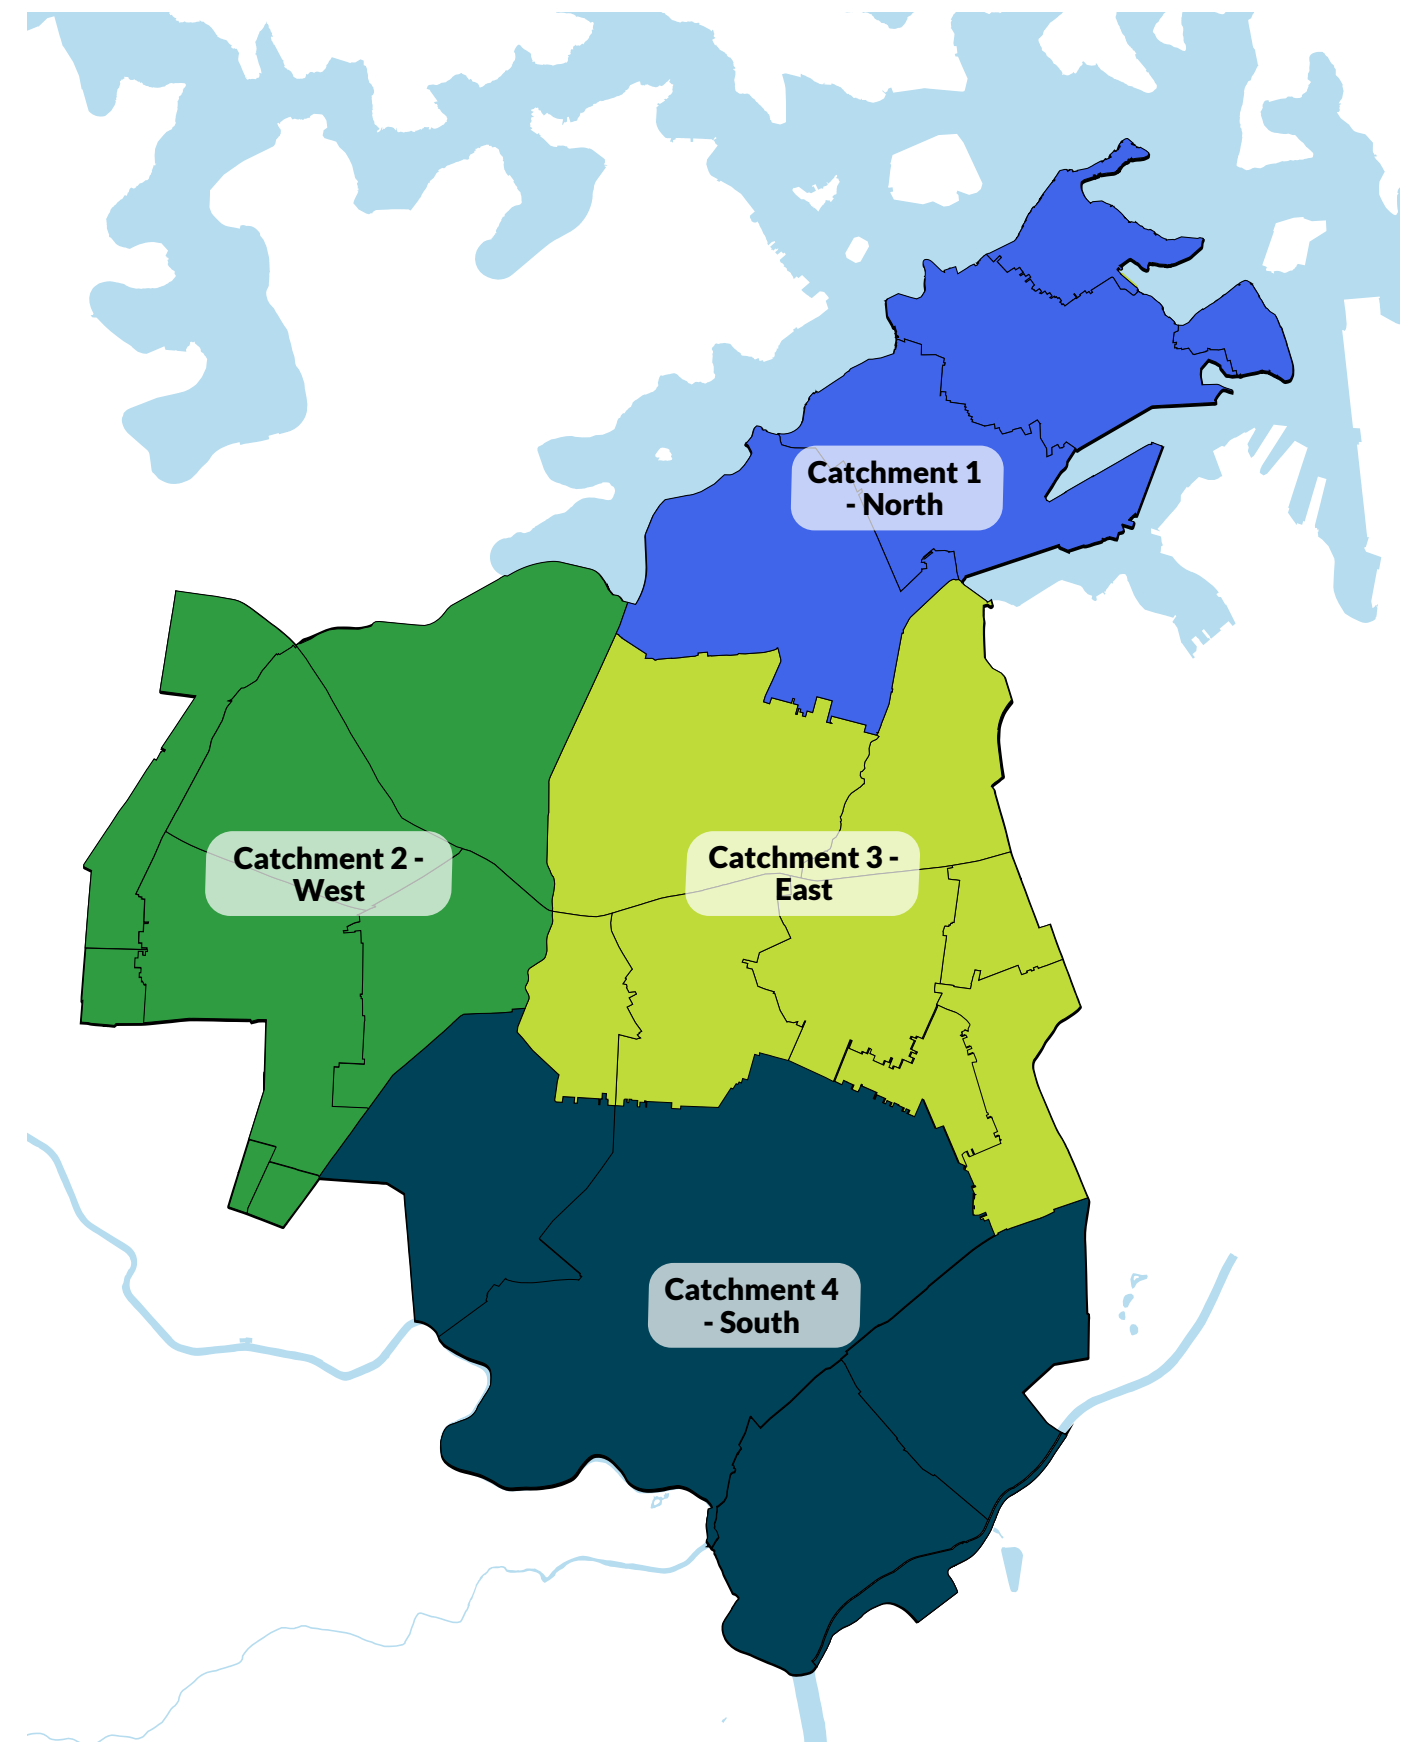 Catchment 1
- North
Catchment 2 -
West
Catchment 3 -
East
Catchment 4
- South